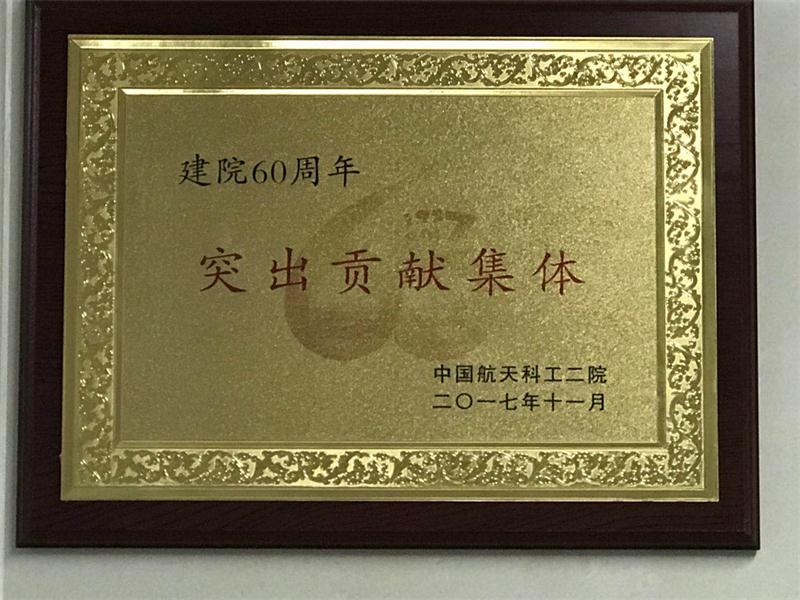 建院60周年
突出贡献集体
中国航天科工二院
二〇一七年十一月